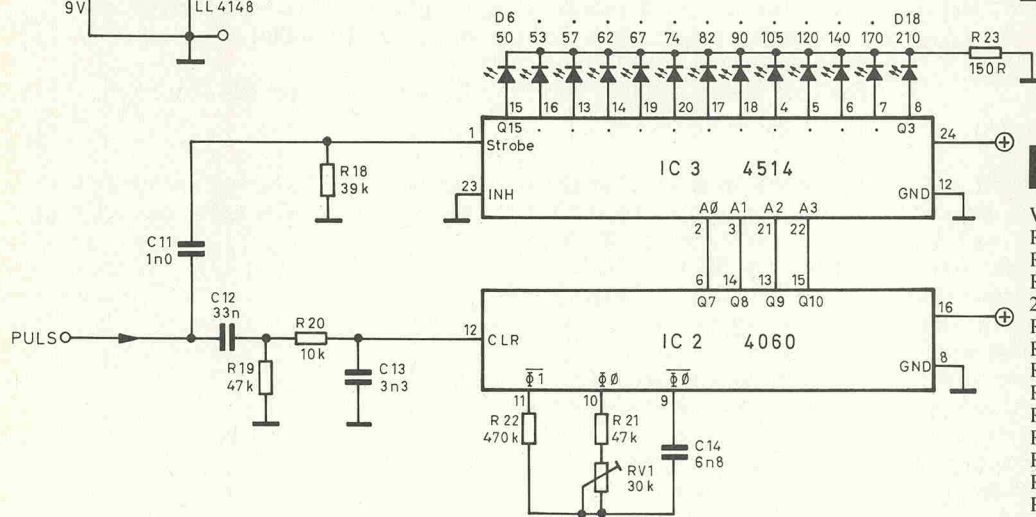 9V LL4148
D6 . . . . . . . . . . . D18
50 53 57 62 67 74 82 90 105 120 140 170 210 R 23
150R
15 16 13 14 19 20 17 18 4 5 6 7 8
1 Q15 . . . . . . . . . . . Q3 24
Strobe
IC 3 4514
R18
39k
23 INH GND 12
AØ A1 A2 A3
2 3 21 22
C11
1n0
6 14 13 15
Q7 Q8 Q9 Q10
C12
33n
16
PULS R20 12 CLR IC 2 4060
10k
R19
47k
C13
3n3
GND 8
Φ1 ΦØ ΦØ
11 10 9
R 22
470k
R 21
47k
C14
6n8
RV1
30k